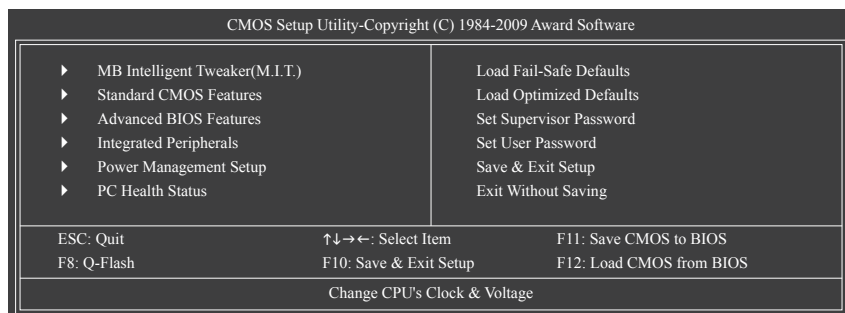 CMOS Setup Utility-Copyright (C) 1984-2009 Award Software
MB Intelligent Tweaker(M.I.T.)
Standard CMOS Features
Advanced BIOS Features
Integrated Peripherals
Power Management Setup
PC Health Status
Load Fail-Safe Defaults
Load Optimized Defaults
Set Supervisor Password
Set User Password
Save & Exit Setup
Exit Without Saving
ESC: Quit ↑↓→←: Select Item F11: Save CMOS to BIOS
F8: Q-Flash F10: Save & Exit Setup F12: Load CMOS from BIOS
Change CPU's Clock & Voltage